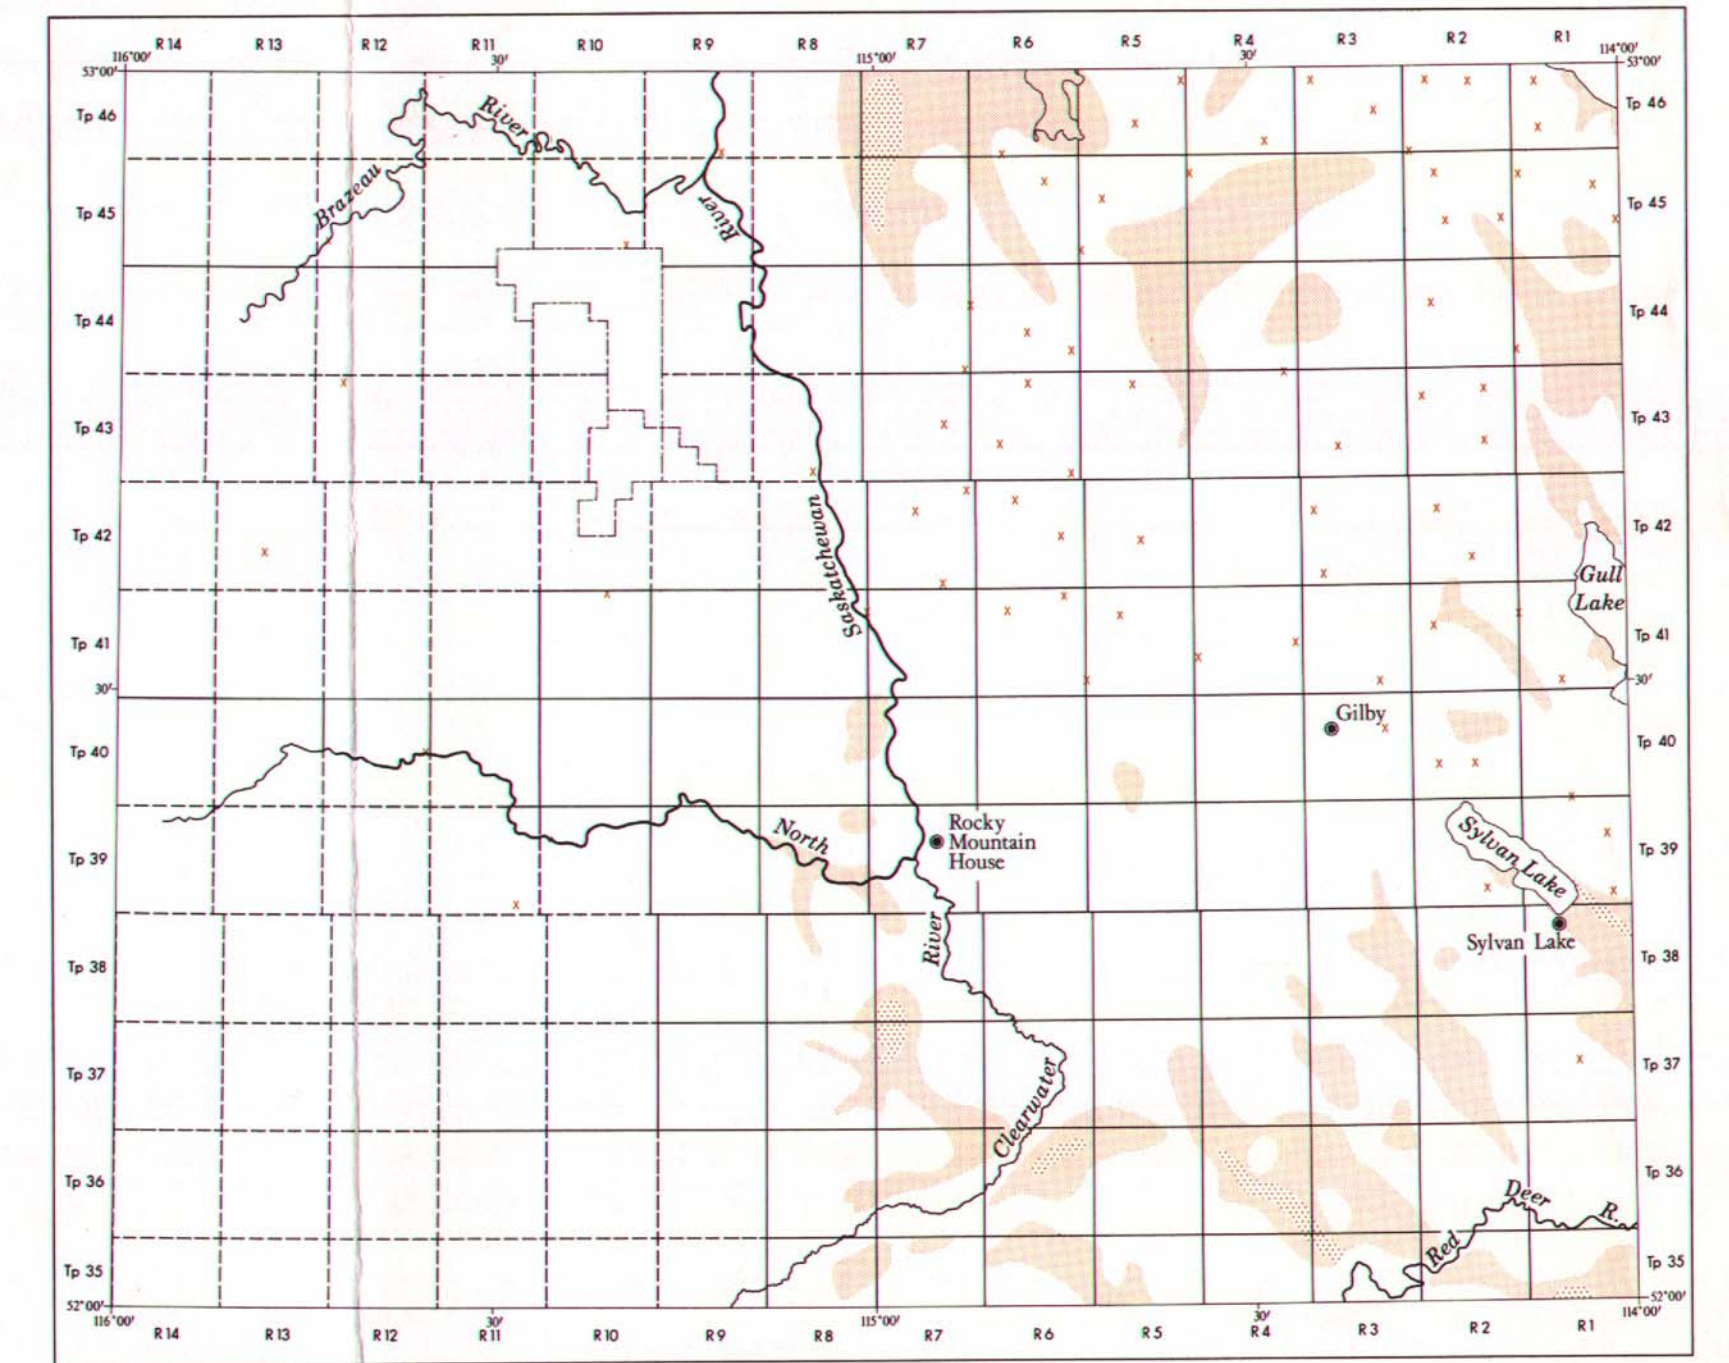 R 14 R 13 R 12 R 11 R 10 R 9 R 8 R 7 R 6 R 5 R 4 R 3 R 2 R 1
116°00' 30' 115°00' 30' 114°00'
53°00' 53°00'
Tp 46 River Tp 46
Brazeau
Tp 45 River Tp 45
Tp 44 Tp 44
Tp 43 Tp 43
Tp 42 Saskatchewan Tp 42
Gull
Lake
Tp 41 Tp 41
30' 30'
Gilby
Tp 40 Tp 40
Rocky
Mountain
House
North
Sylvan Lake
Tp 39 Tp 39
River
Sylvan Lake
Tp 38 Tp 38
Tp 37 Tp 37
Clearwater
Tp 36 Tp 36
Red Deer R.
Tp 35 Tp 35
52°00' 52°00'
116°00' 30' 115°00' 30' 114°00'
R 14 R 13 R 12 R 11 R 10 R 9 R 8 R 7 R 6 R 5 R 4 R 3 R 2 R 1